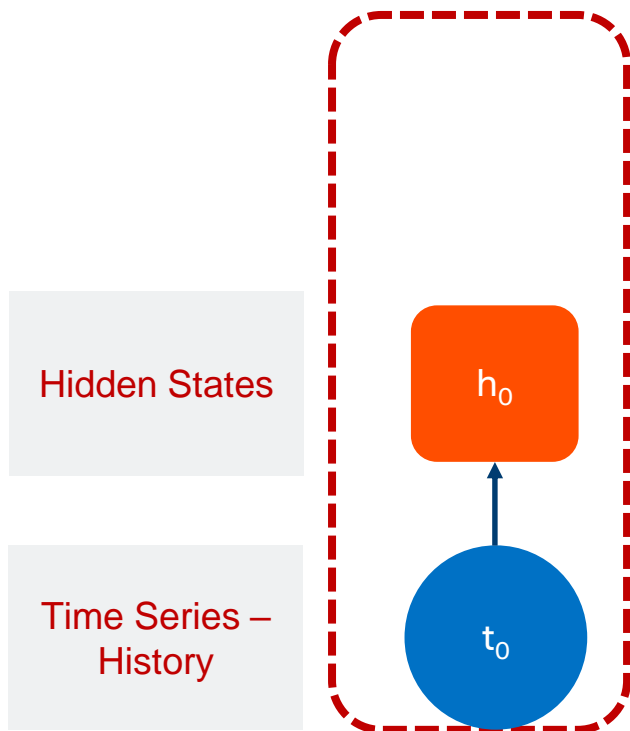 Hidden States
h₀
Time Series –
History
t₀